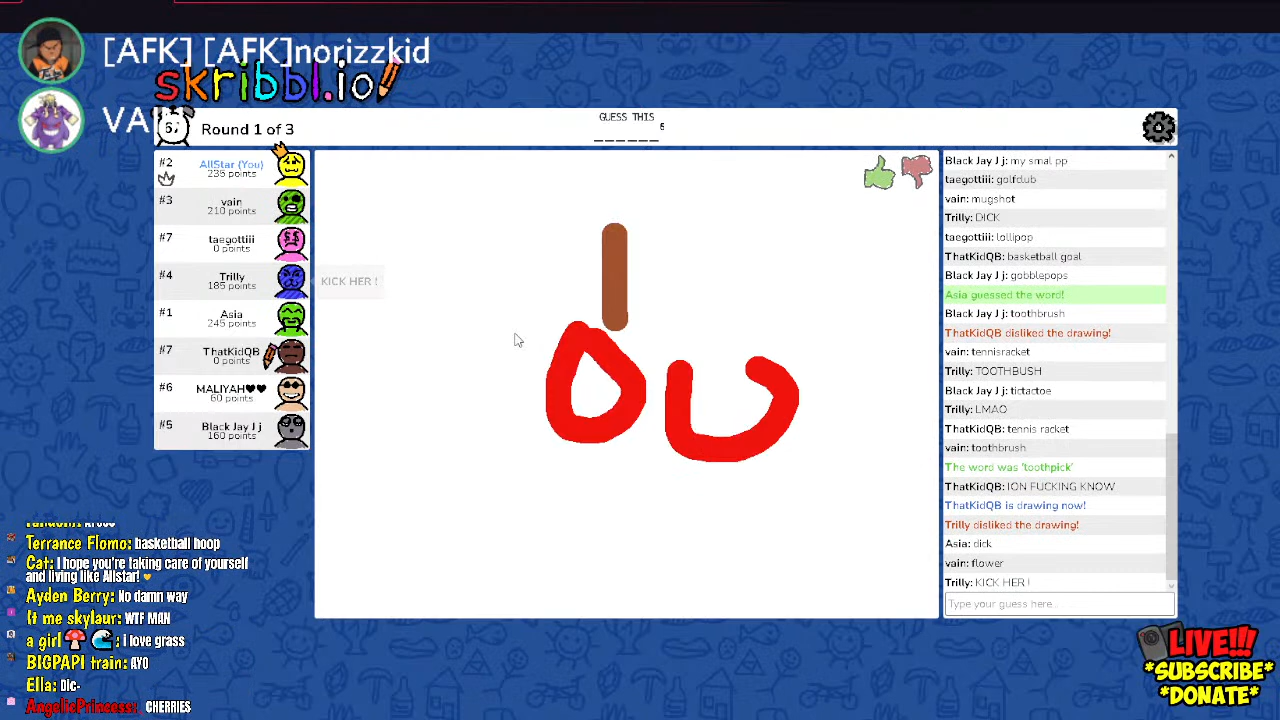 [AFK] [AFK]norizzkid
skribbl.io
VAIN
Round 1 of 3
GUESS THIS
______ 6
#2 AllStar (You)
236 points
#3 vain
210 points
#7 taegottiii
0 points
#4 Trilly
185 points
#1 Asia
245 points
#7 ThatKidQB
0 points
#6 MALIYAH♥♥
60 points
#5 Black Jay J j
160 points
KICK HER !
Black Jay J j: my smal pp
taegottiii: golfclub
vain: mugshot
Trilly: DICK
taegottiii: lollipop
ThatKidQB: basketball goal
Black Jay J j: gobblepops
Asia guessed the word!
Black Jay J j: toothbrush
ThatKidQB disliked the drawing!
vain: tennisracket
Trilly: TOOTHBUSH
Black Jay J j: tictactoe
Trilly: LMAO
ThatKidQB: tennis racket
vain: toothbrush
The word was 'toothpick'
ThatKidQB: ION FUCKING KNOW
ThatKidQB is drawing now!
Trilly disliked the drawing!
Asia: dick
vain: flower
Trilly: KICK HER !
Type your guess here...
Terrance Flomo: basketball hoop
Cat: I hope you're taking care of yourself
and living like Allstar!
Ayden Berry: No damn way
It me skylaur: WTF MAN
a girl 🍄 🌊: I love grass
BIGPAPI train: AYO
Ella: Dic-
AngelicPrincess:. CHERRIES
LIVE!!!
*SUBSCRIBE*
*DONATE*